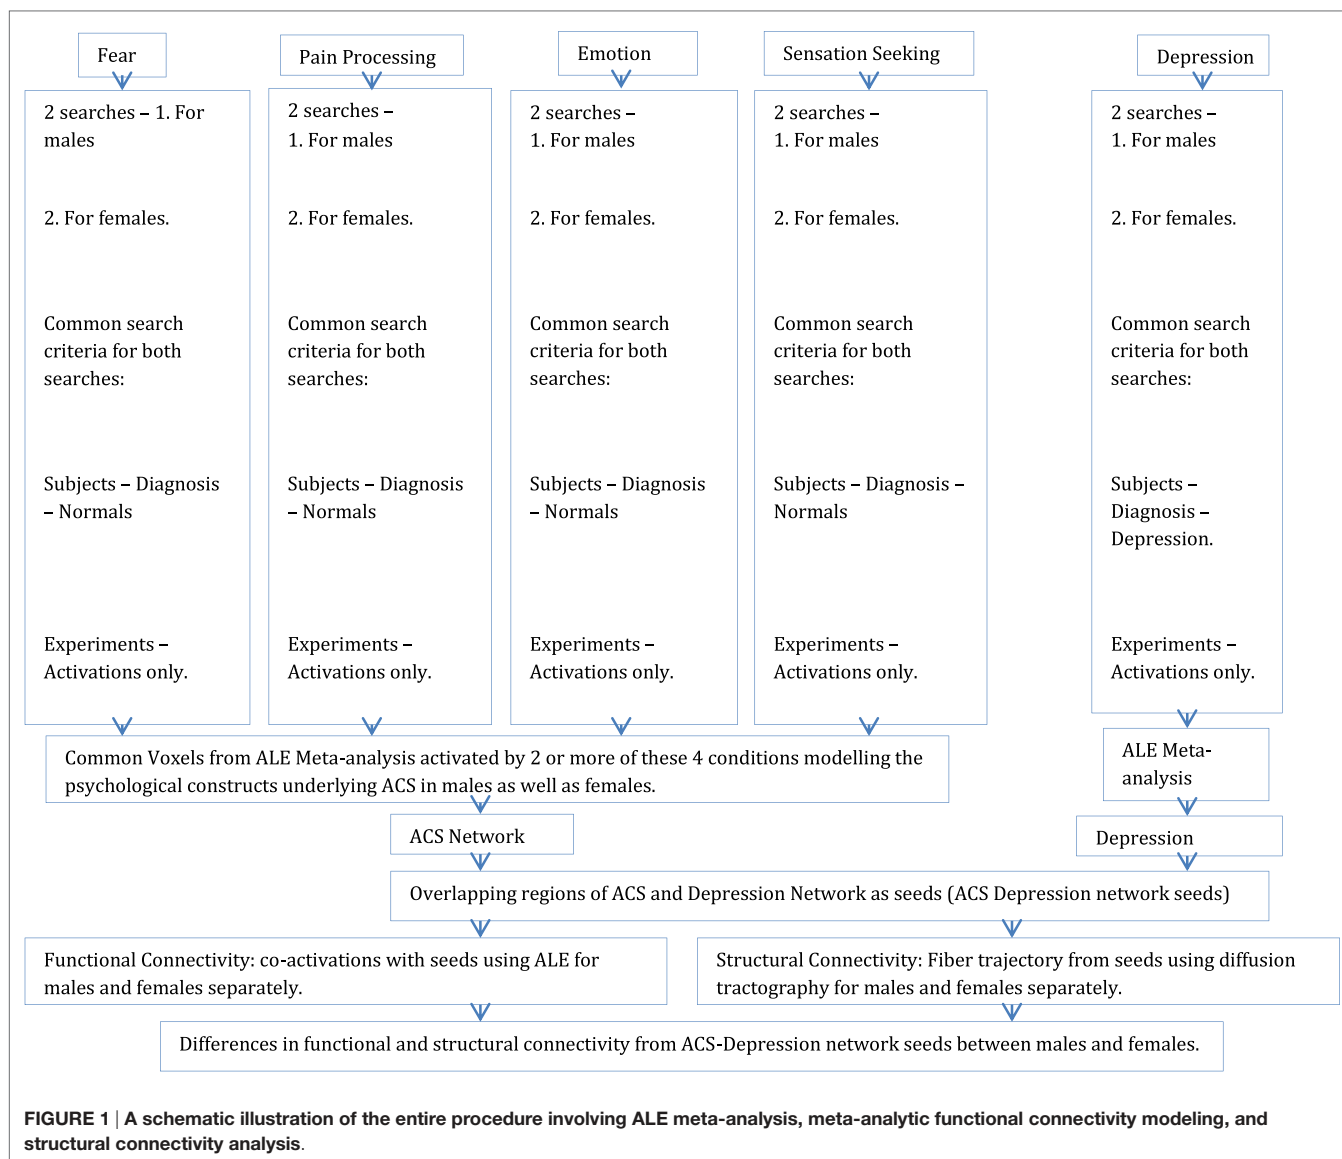 Fear
Pain Processing
Emotion
Sensation Seeking
Depression
2 searches – 1. For
males
2. For females.
Common search
criteria for both
searches:
Subjects – Diagnosis
– Normals
Experiments –
Activations only.
2 searches –
1. For males
2. For females.
Common search
criteria for both
searches:
Subjects – Diagnosis
– Normals
Experiments –
Activations only.
2 searches –
1. For males
2. For females.
Common search
criteria for both
searches:
Subjects – Diagnosis
– Normals
Experiments –
Activations only.
2 searches –
1. For males
2. For females.
Common search
criteria for both
searches:
Subjects – Diagnosis –
Normals
Experiments –
Activations only.
2 searches –
1. For males
2. For females.
Common search
criteria for both
searches:
Subjects –
Diagnosis –
Depression.
Experiments –
Activations only.
Common Voxels from ALE Meta-analysis activated by 2 or more of these 4 conditions modelling the
psychological constructs underlying ACS in males as well as females.
ALE Meta-
analysis
ACS Network
Depression
Overlapping regions of ACS and Depression Network as seeds (ACS Depression network seeds)
Functional Connectivity: co-activations with seeds using ALE for
males and females separately.
Structural Connectivity: Fiber trajectory from seeds using diffusion
tractography for males and females separately.
Differences in functional and structural connectivity from ACS-Depression network seeds between males and females.
FIGURE 1 | A schematic illustration of the entire procedure involving ALE meta-analysis, meta-analytic functional connectivity modeling, and
structural connectivity analysis.